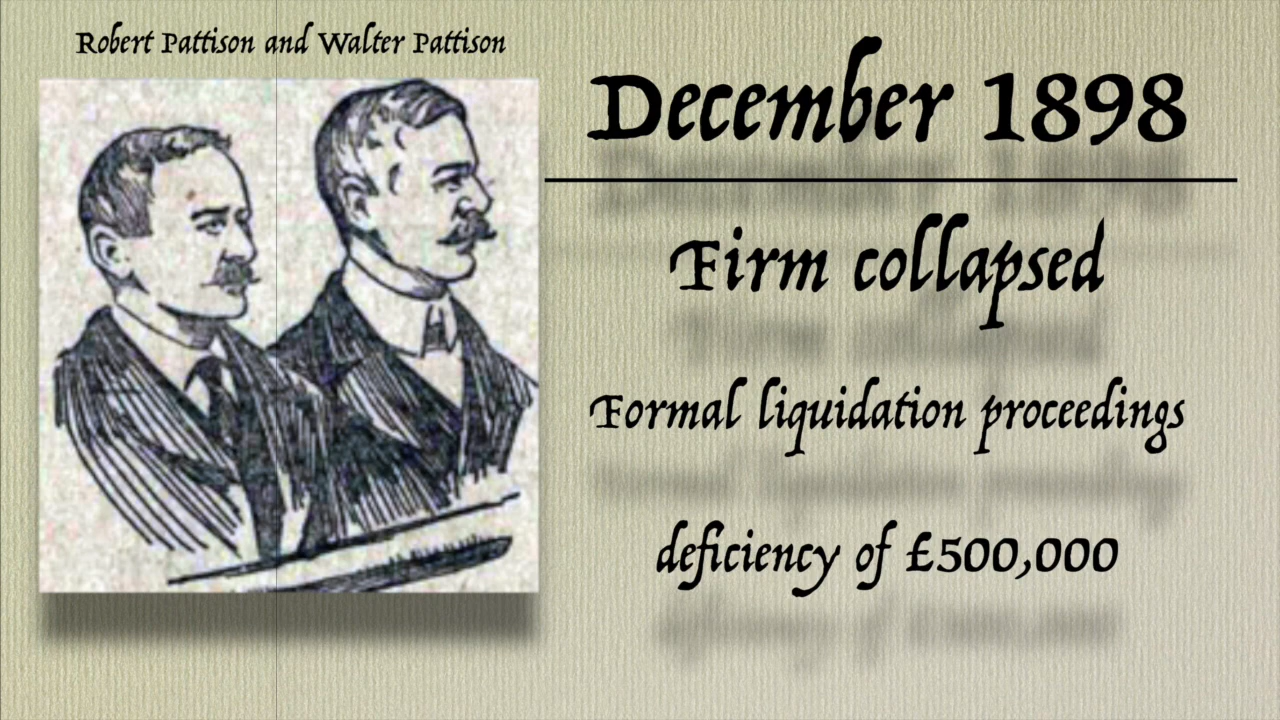 Robert Pattison and Walter Pattison
December 1898
Firm collapsed
Formal liquidation proceedings
deficiency of £500,000